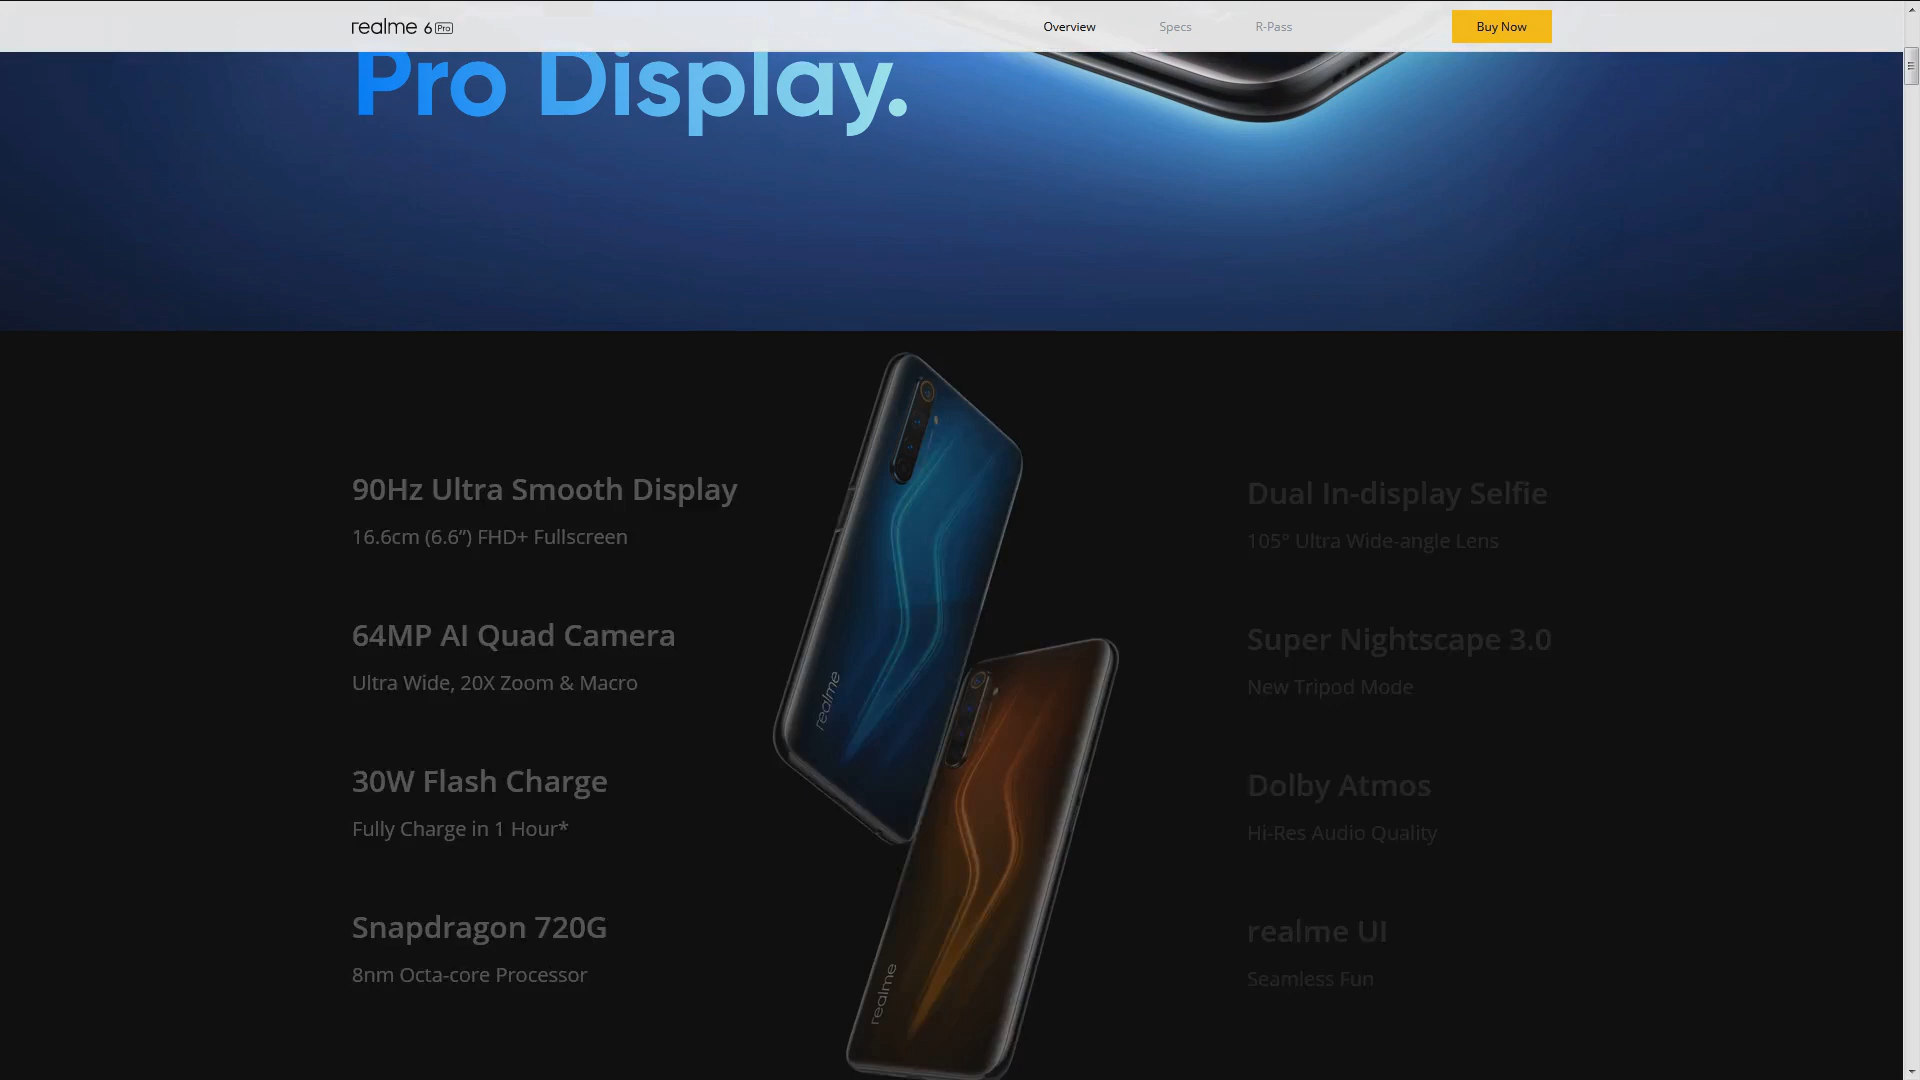 realme 6 Pro
Overview
Specs
R-Pass
Buy Now
Pro Display.
90Hz Ultra Smooth Display
16.6cm (6.6”) FHD+ Fullscreen
64MP AI Quad Camera
Ultra Wide, 20X Zoom & Macro
30W Flash Charge
Fully Charge in 1 Hour*
Snapdragon 720G
8nm Octa-core Processor
realme
realme
Dual In-display Selfie
105° Ultra Wide-angle Lens
Super Nightscape 3.0
New Tripod Mode
Dolby Atmos
Hi-Res Audio Quality
realme UI
Seamless Fun